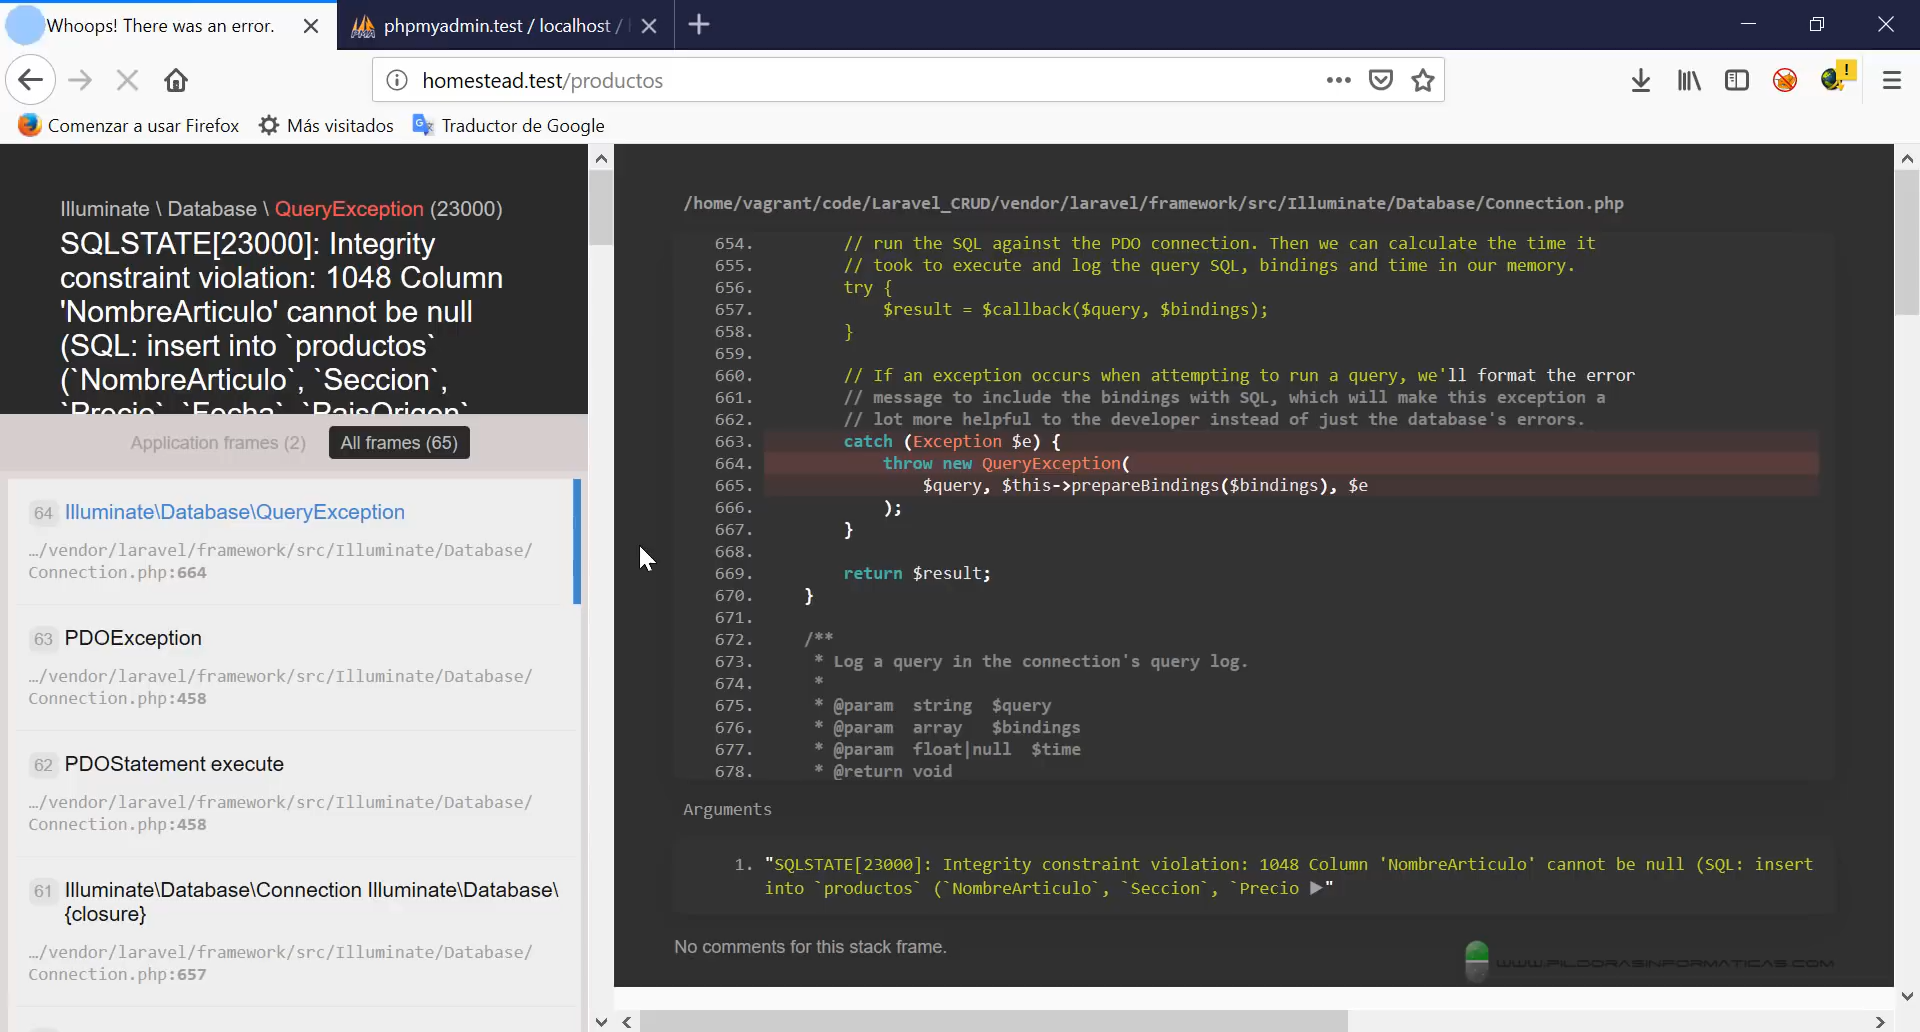 Whoops! There was an error.
phpmyadmin.test / localhost /
homestead.test/productos
Comenzar a usar Firefox
Más visitados
Traductor de Google
Illuminate \ Database \ QueryException (23000)
SQLSTATE[23000]: Integrity
constraint violation: 1048 Column
'NombreArticulo' cannot be null
(SQL: insert into `productos`
(`NombreArticulo`, `Seccion`,
`Precio`, `Fecha`, `PaisOrigen`
Application frames (2)
All frames (65)
64 Illuminate\Database\QueryException
…/vendor/laravel/framework/src/Illuminate/Database/
Connection.php:664
63 PDOException
…/vendor/laravel/framework/src/Illuminate/Database/
Connection.php:458
62 PDOStatement execute
…/vendor/laravel/framework/src/Illuminate/Database/
Connection.php:458
61 Illuminate\Database\Connection Illuminate\Database\
{closure}
…/vendor/laravel/framework/src/Illuminate/Database/
Connection.php:657
/home/vagrant/code/Laravel_CRUD/vendor/laravel/framework/src/Illuminate/Database/Connection.php
654. // run the SQL against the PDO connection. Then we can calculate the time it
655. // took to execute and log the query SQL, bindings and time in our memory.
656. try {
657. $result = $callback($query, $bindings);
658. }
659.
660. // If an exception occurs when attempting to run a query, we'll format the error
661. // message to include the bindings with SQL, which will make this exception a
662. // lot more helpful to the developer instead of just the database's errors.
663. catch (Exception $e) {
664. throw new QueryException(
665. $query, $this->prepareBindings($bindings), $e
666. );
667. }
668.
669. return $result;
670. }
671.
672. /**
673. * Log a query in the connection's query log.
674. *
675. * @param string $query
676. * @param array $bindings
677. * @param float|null $time
678. * @return void
Arguments
1. "SQLSTATE[23000]: Integrity constraint violation: 1048 Column 'NombreArticulo' cannot be null (SQL: insert
into `productos` (`NombreArticulo`, `Seccion`, `Precio ▶"
No comments for this stack frame.
WWW.PILDORASINFORMATICAS.COM